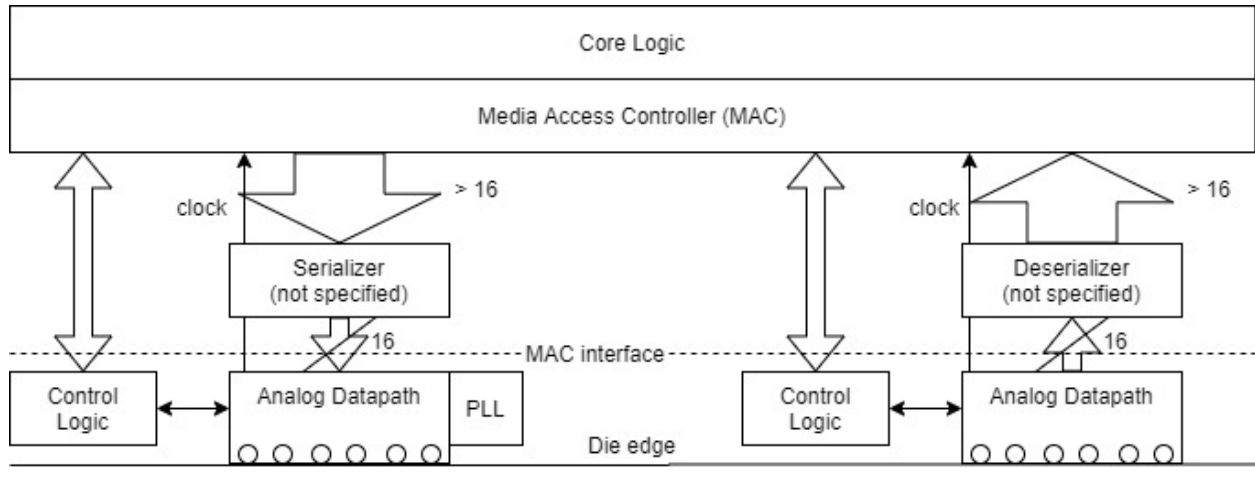 Core Logic
Media Access Controller (MAC)
clock
> 16
clock
> 16
Serializer
(not specified)
Deserializer
(not specified)
16
16
MAC interface
Control
Logic
Analog Datapath
PLL
Control
Logic
Analog Datapath
Die edge